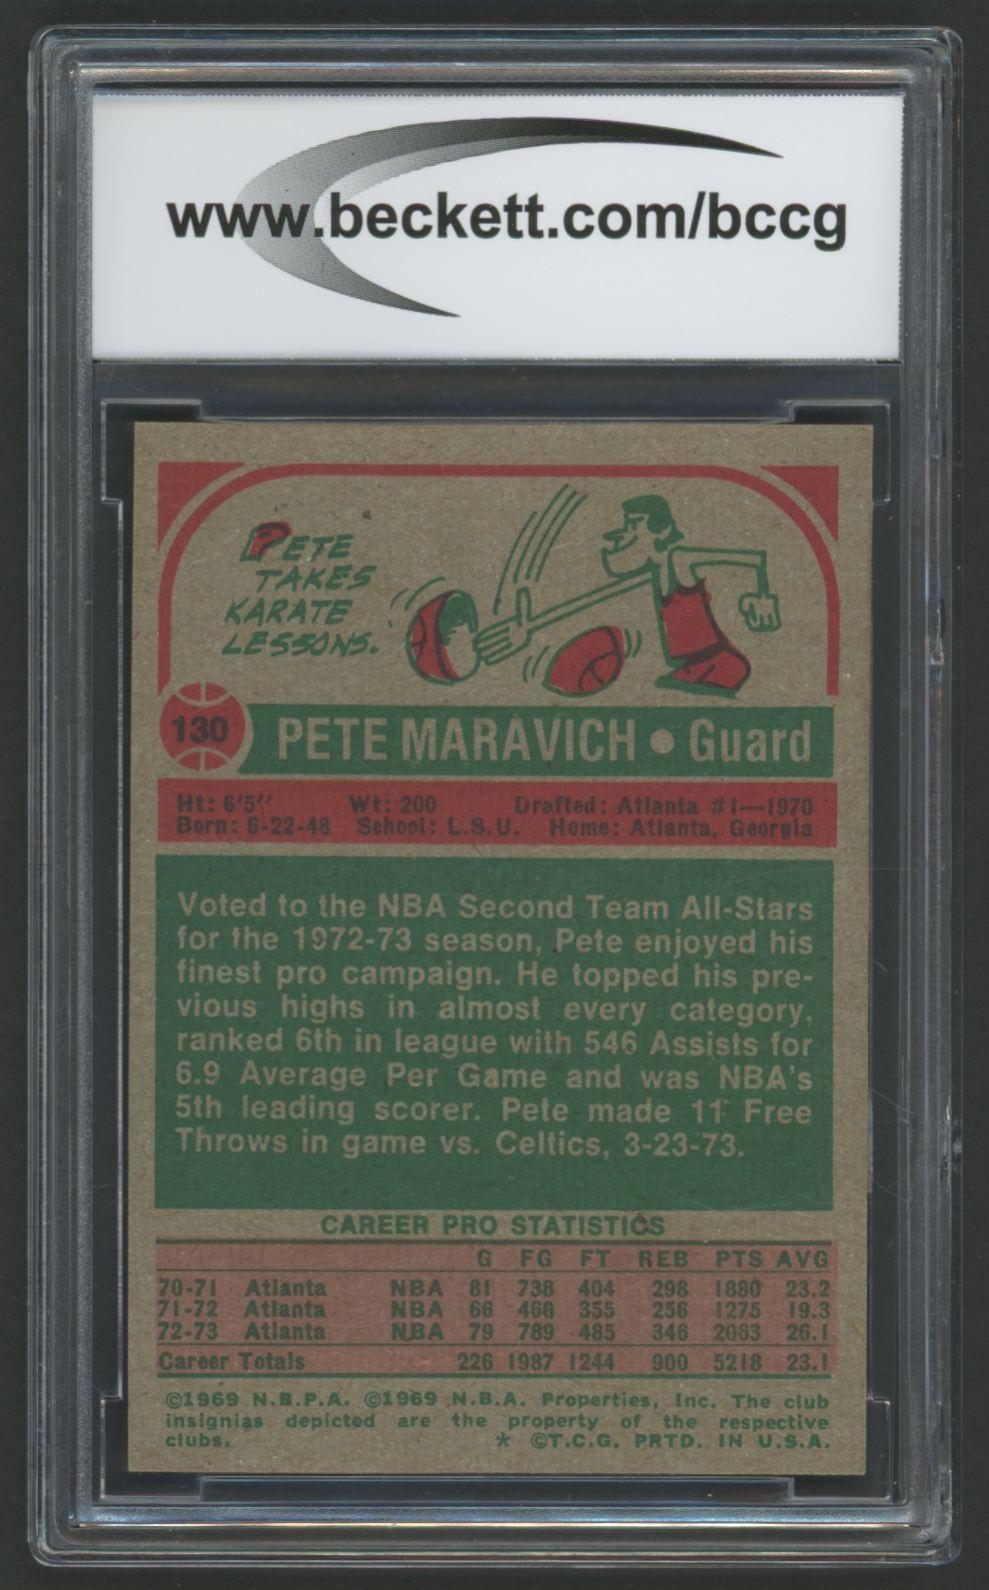 www.beckett.com/bccg
PETE
TAKES
KARATE
LESSONS.
130
PETE MARAVICH • Guard
Ht: 6'5" Wt: 200 Drafted: Atlanta #1—1970
Born: 6-22-48 School: L.S.U. Home: Atlanta, Georgia
Voted to the NBA Second Team All-Stars
for the 1972-73 season, Pete enjoyed his
finest pro campaign. He topped his pre-
vious highs in almost every category,
ranked 6th in league with 546 Assists for
6.9 Average Per Game and was NBA's
5th leading scorer. Pete made 11 Free
Throws in game vs. Celtics, 3-23-73.
CAREER PRO STATISTICS
G FG FT REB PTS AVG
70-71 Atlanta NBA 81 738 404 298 1880 23.2
71-72 Atlanta NBA 66 460 355 256 1275 19.3
72-73 Atlanta NBA 79 789 485 346 2063 26.1
Career Totals 226 1987 1244 900 5218 23.1
©1969 N.B.P.A. ©1969 N.B.A. Properties, Inc. The club
insignias depicted are the property of the respective
clubs. * ©T.C.G. PRTD. IN U.S.A.